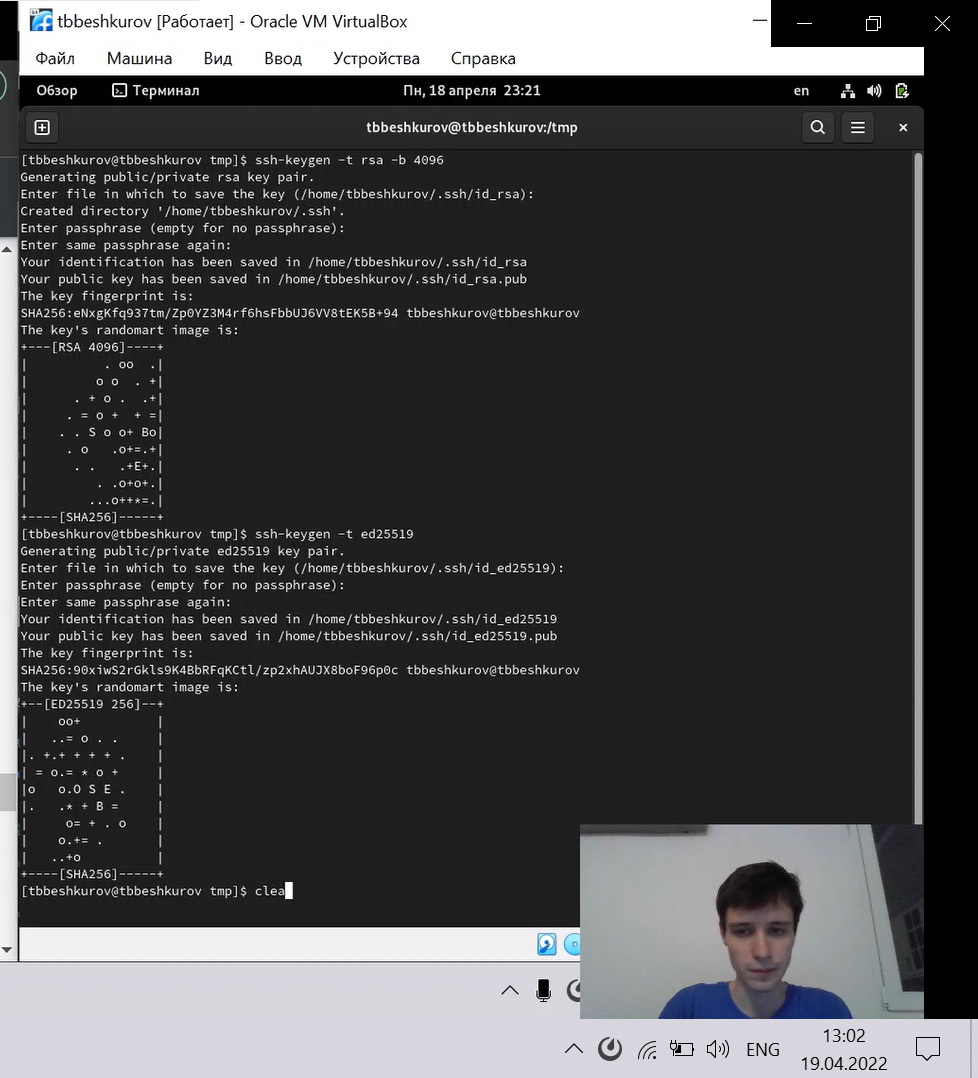 tbbeshkurov [Работает] - Oracle VM VirtualBox
Файл Машина Вид Ввод Устройства Справка
Обзор Терминал Пн, 18 апреля 23:21 en
tbbeshkurov@tbbeshkurov:/tmp
[tbbeshkurov@tbbeshkurov tmp]$ ssh-keygen -t rsa -b 4096
Generating public/private rsa key pair.
Enter file in which to save the key (/home/tbbeshkurov/.ssh/id_rsa):
Created directory '/home/tbbeshkurov/.ssh'.
Enter passphrase (empty for no passphrase):
Enter same passphrase again:
Your identification has been saved in /home/tbbeshkurov/.ssh/id_rsa
Your public key has been saved in /home/tbbeshkurov/.ssh/id_rsa.pub
The key fingerprint is:
SHA256:eNxgKfq937tm/Zp0YZ3M4rf6hsFbbUJ6VV8tEK5B+94 tbbeshkurov@tbbeshkurov
The key's randomart image is:
+---[RSA 4096]----+
|          . oo  .|
|         o o  . +|
|      . + o .  .+|
|     . = o +  + =|
|    . . S o o+ Bo|
|     . o   .o+=.+|
|      . .   .+E+.|
|         . .o+o+.|
|        ...o++*=.|
+----[SHA256]-----+
[tbbeshkurov@tbbeshkurov tmp]$ ssh-keygen -t ed25519
Generating public/private ed25519 key pair.
Enter file in which to save the key (/home/tbbeshkurov/.ssh/id_ed25519):
Enter passphrase (empty for no passphrase):
Enter same passphrase again:
Your identification has been saved in /home/tbbeshkurov/.ssh/id_ed25519
Your public key has been saved in /home/tbbeshkurov/.ssh/id_ed25519.pub
The key fingerprint is:
SHA256:90xiwS2rGkls9K4BbRFqKCtl/zp2xhAUJX8boF96p0c tbbeshkurov@tbbeshkurov
The key's randomart image is:
+--[ED25519 256]--+
|    oo+          |
|   ..= o . .     |
|. +.+ + + + .    |
| = o.= * o +     |
|o   o.O S E .    |
|.   .* + B =     |
|     o= + . o    |
|    o.+= .       |
|   ..+o          |
+----[SHA256]-----+
[tbbeshkurov@tbbeshkurov tmp]$ clea
ENG
13:02
19.04.2022